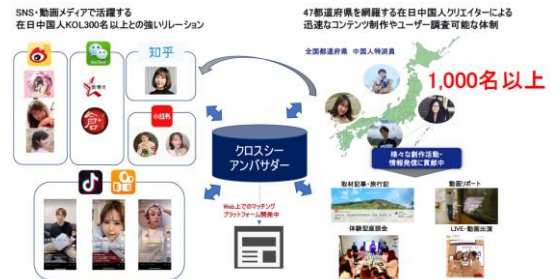 SNS・動画メディアで活躍する
在日中国人KOL300名以上との強いリレーション
知乎
小红书
47都道府県を網羅する在日中国人クリエイターによる
迅速なコンテンツ制作やユーザー調査可能な体制
全国都道府県 中国人特派員
1,000名以上
クロスシー
アンバサダー
Web上でのマッチング
プラットフォーム開発中
様々な創作活動・
情報発信に貢献中
取材記事・旅行記
動画リポート
体験型座談会
LIVE・動画出演